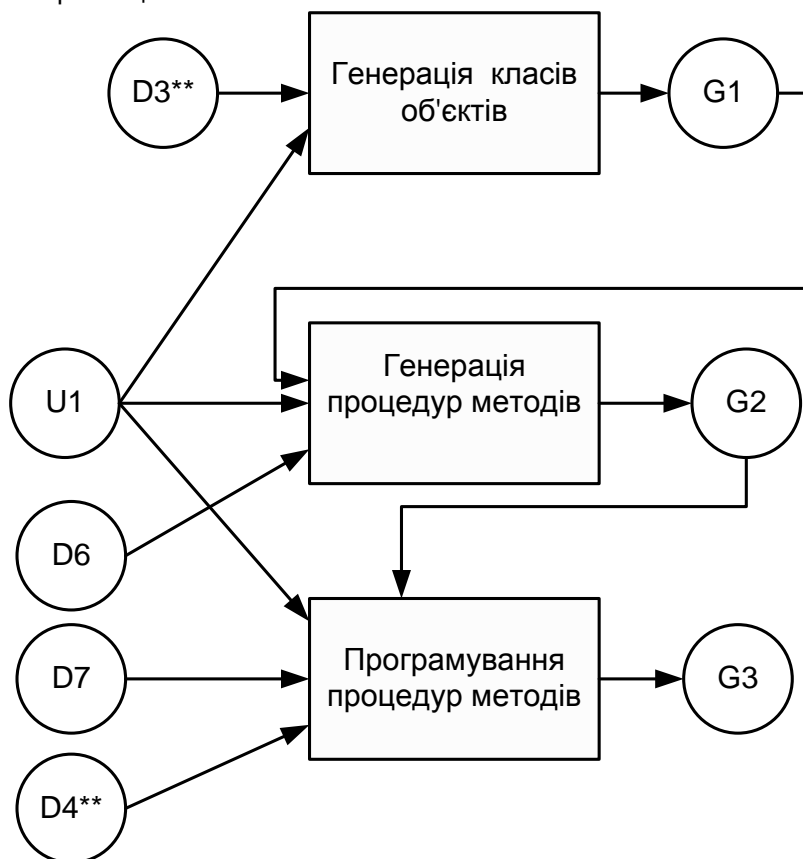 D3**
Генерація класів
об'єктів
G1
U1
Генерація
процедур методів
G2
D6
D7
Програмування
процедур методів
G3
D4**